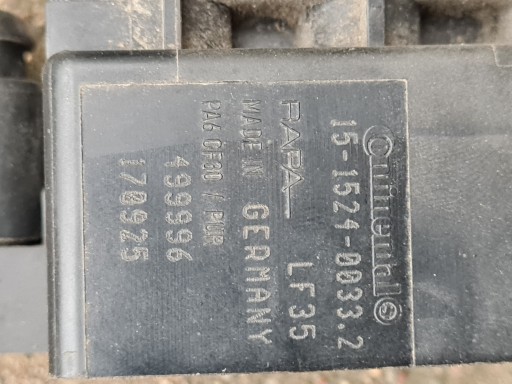 Continental
15-1524-0033.2
PAPA LF35
MADE IN GERMANY
PA6 GF30 / PUR
499996
170925